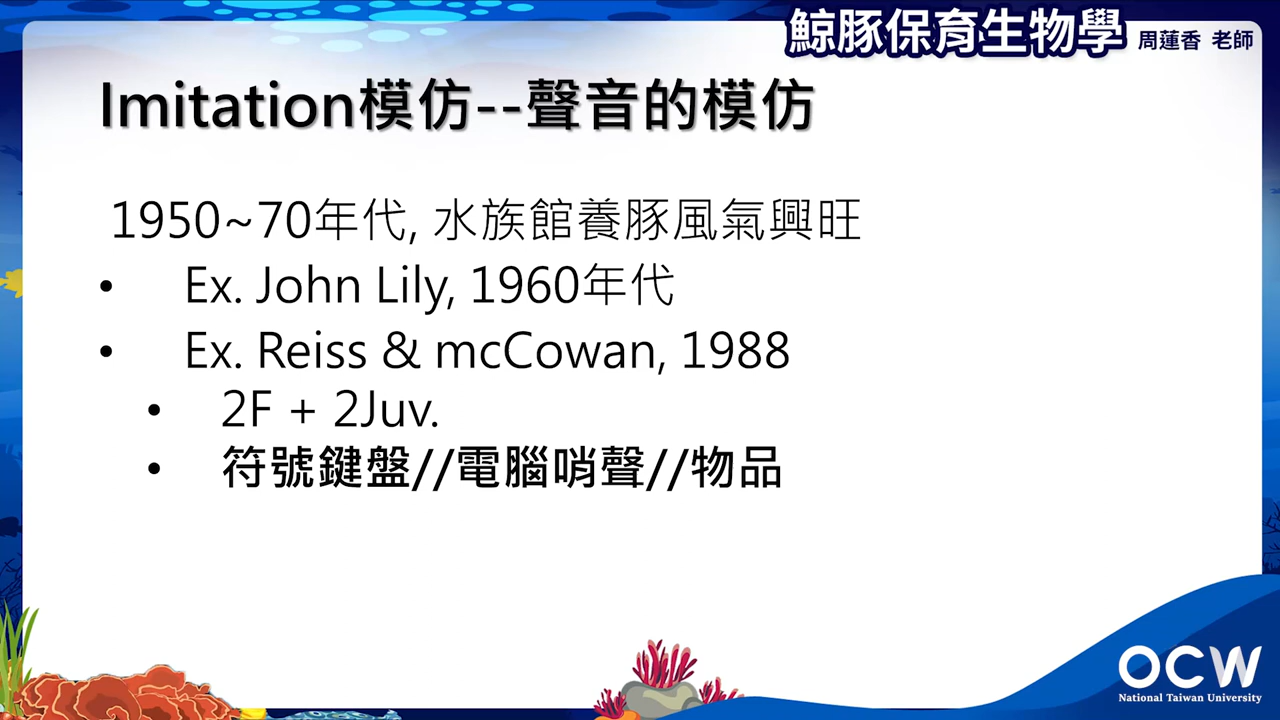 鯨豚保育生物學 周蓮香 老師
Imitation模仿--聲音的模仿
1950~70年代, 水族館養豚風氣興旺
• Ex. John Lily, 1960年代
• Ex. Reiss & mcCowan, 1988
• 2F + 2Juv.
• 符號鍵盤//電腦哨聲//物品
OCW
National Taiwan University